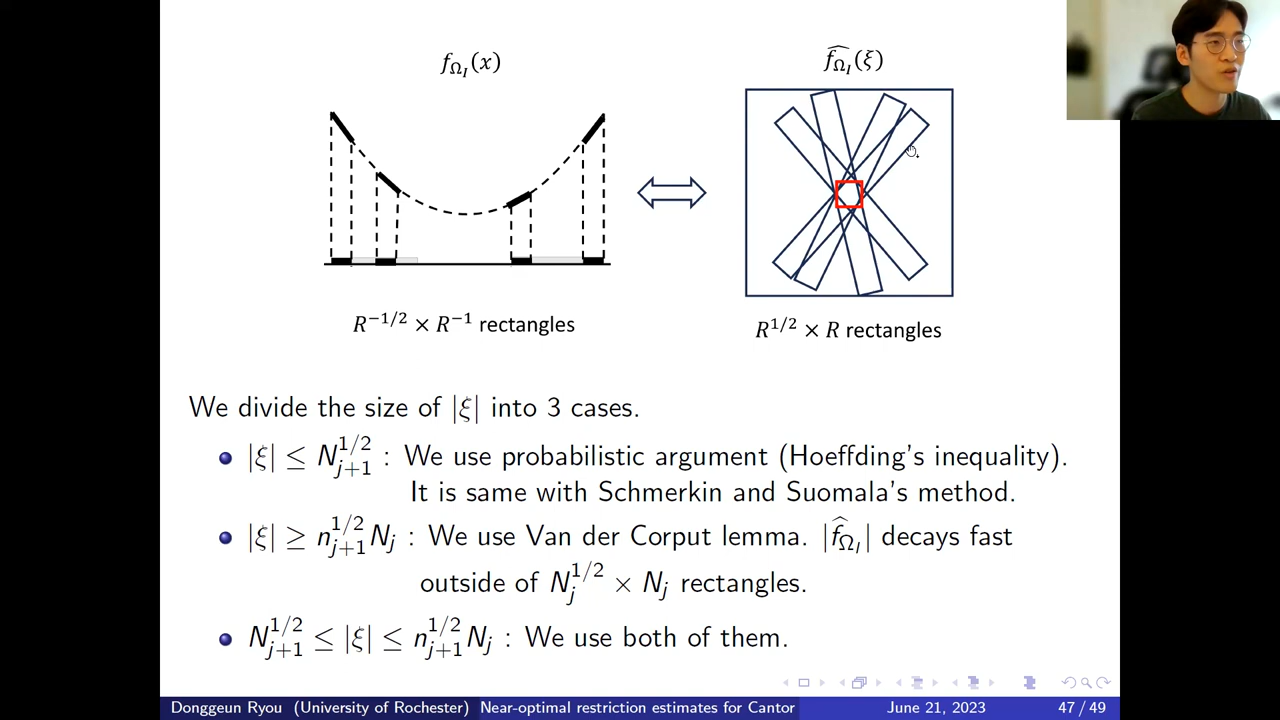 f_{Ω_I}(x)
\widehat{f_{Ω_I}}(ξ)
R^{-1/2} × R^{-1} rectangles
R^{1/2} × R rectangles
We divide the size of |ξ| into 3 cases.
|ξ| ≤ N_{j+1}^{1/2} : We use probabilistic argument (Hoeffding's inequality).
It is same with Schmerkin and Suomala's method.
|ξ| ≥ n_{j+1}^{1/2} N_j : We use Van der Corput lemma. |\widehat{f}_{Ω_I}| decays fast
outside of N_j^{1/2} × N_j rectangles.
N_{j+1}^{1/2} ≤ |ξ| ≤ n_{j+1}^{1/2} N_j : We use both of them.
Donggeun Ryou (University of Rochester) Near-optimal restriction estimates for Cantor June 21, 2023 47 / 49